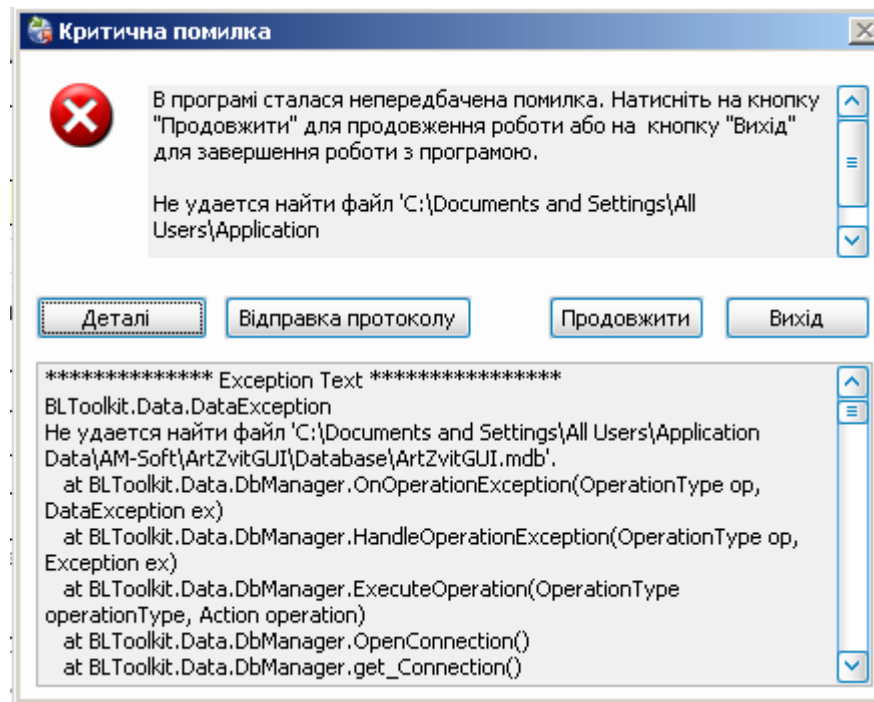 Критична помилка
В програмі сталася непередбачена помилка. Натисніть на кнопку
"Продовжити" для продовження роботи або на кнопку "Вихід"
для завершення роботи з програмою.
Не удается найти файл 'C:\Documents and Settings\All
Users\Application
Деталі
Відправка протоколу
Продовжити
Вихід
************** Exception Text ****************
BLToolkit.Data.DataException
Не удается найти файл 'C:\Documents and Settings\All Users\Application
Data\AM-Soft\ArtZvitGUI\Database\ArtZvitGUI.mdb'.
at BLToolkit.Data.DbManager.OnOperationException(OperationType op,
DataException ex)
at BLToolkit.Data.DbManager.HandleOperationException(OperationType op,
Exception ex)
at BLToolkit.Data.DbManager.ExecuteOperation(OperationType
operationType, Action operation)
at BLToolkit.Data.DbManager.OpenConnection()
at BLToolkit.Data.DbManager.get_Connection()